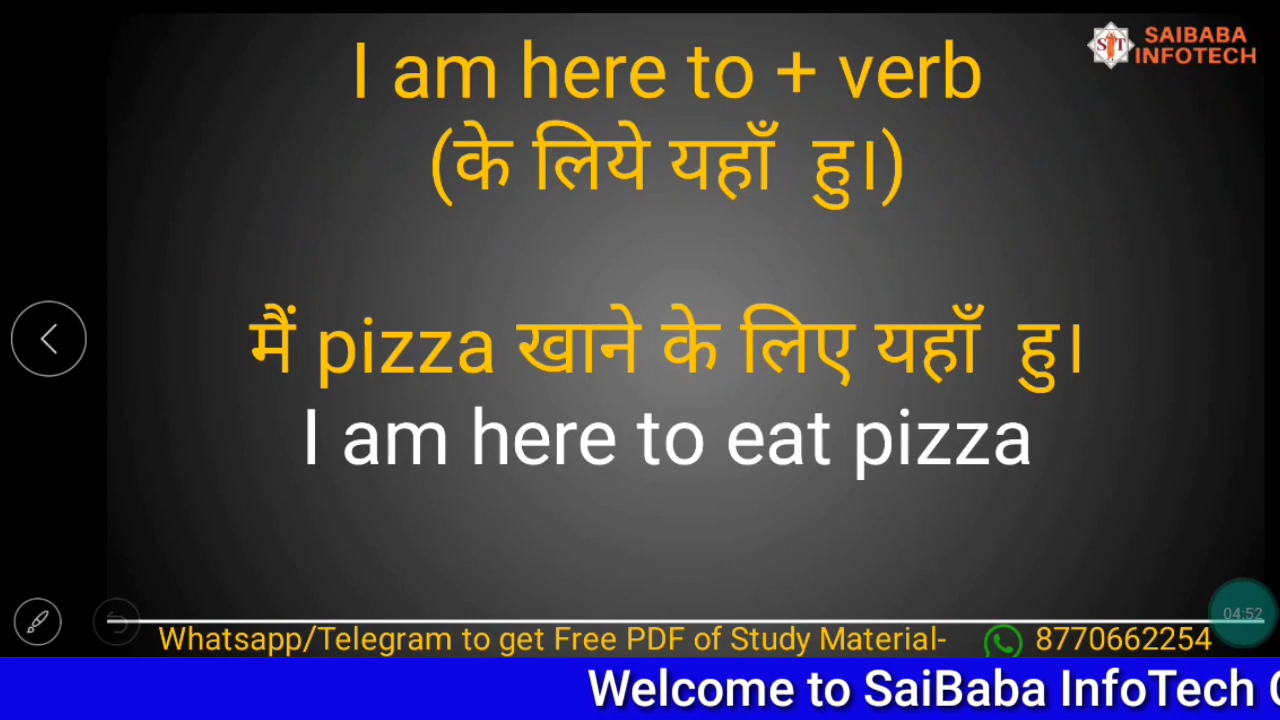 SAIBABA
INFOTECH
SIT
I am here to + verb
(के लिये यहाँ हु।)
मैं pizza खाने के लिए यहाँ हु।
I am here to eat pizza
04:52
Whatsapp/Telegram to get Free PDF of Study Material- 8770662254
Welcome to SaiBaba InfoTech